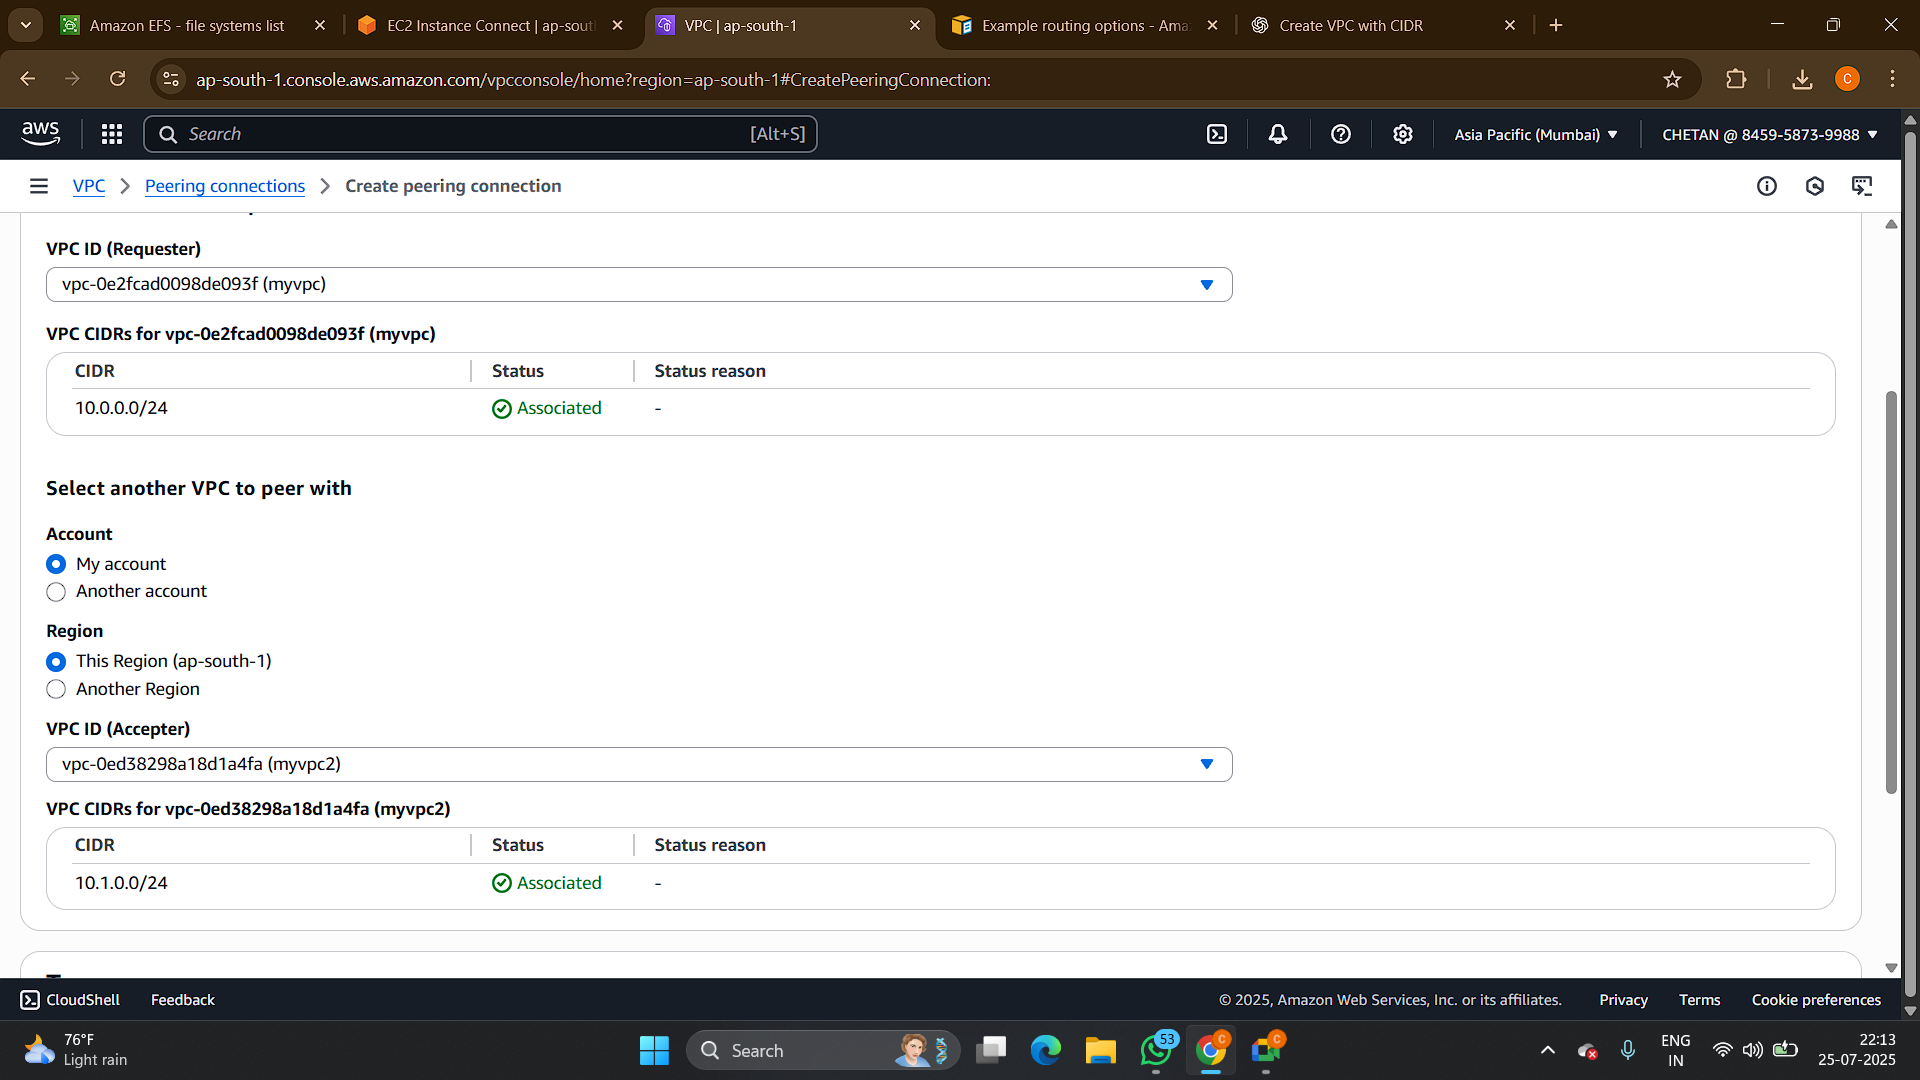 Amazon EFS - file systems list
EC2 Instance Connect | ap-sout
VPC | ap-south-1
Example routing options - Ama
Create VPC with CIDR
ap-south-1.console.aws.amazon.com/vpcconsole/home?region=ap-south-1#CreatePeeringConnection:
C
aws
Search
[Alt+S]
Asia Pacific (Mumbai)
CHETAN @ 8459-5873-9988
VPC
Peering connections
Create peering connection
VPC ID (Requester)
vpc-0e2fcad0098de093f (myvpc)
VPC CIDRs for vpc-0e2fcad0098de093f (myvpc)
CIDR
Status
Status reason
10.0.0.0/24
Associated
-
Select another VPC to peer with
Account
My account
Another account
Region
This Region (ap-south-1)
Another Region
VPC ID (Accepter)
vpc-0ed38298a18d1a4fa (myvpc2)
VPC CIDRs for vpc-0ed38298a18d1a4fa (myvpc2)
CIDR
Status
Status reason
10.1.0.0/24
Associated
-
CloudShell
Feedback
© 2025, Amazon Web Services, Inc. or its affiliates.
Privacy
Terms
Cookie preferences
76°F
Light rain
Search
53
C
C
ENG
IN
22:13
25-07-2025